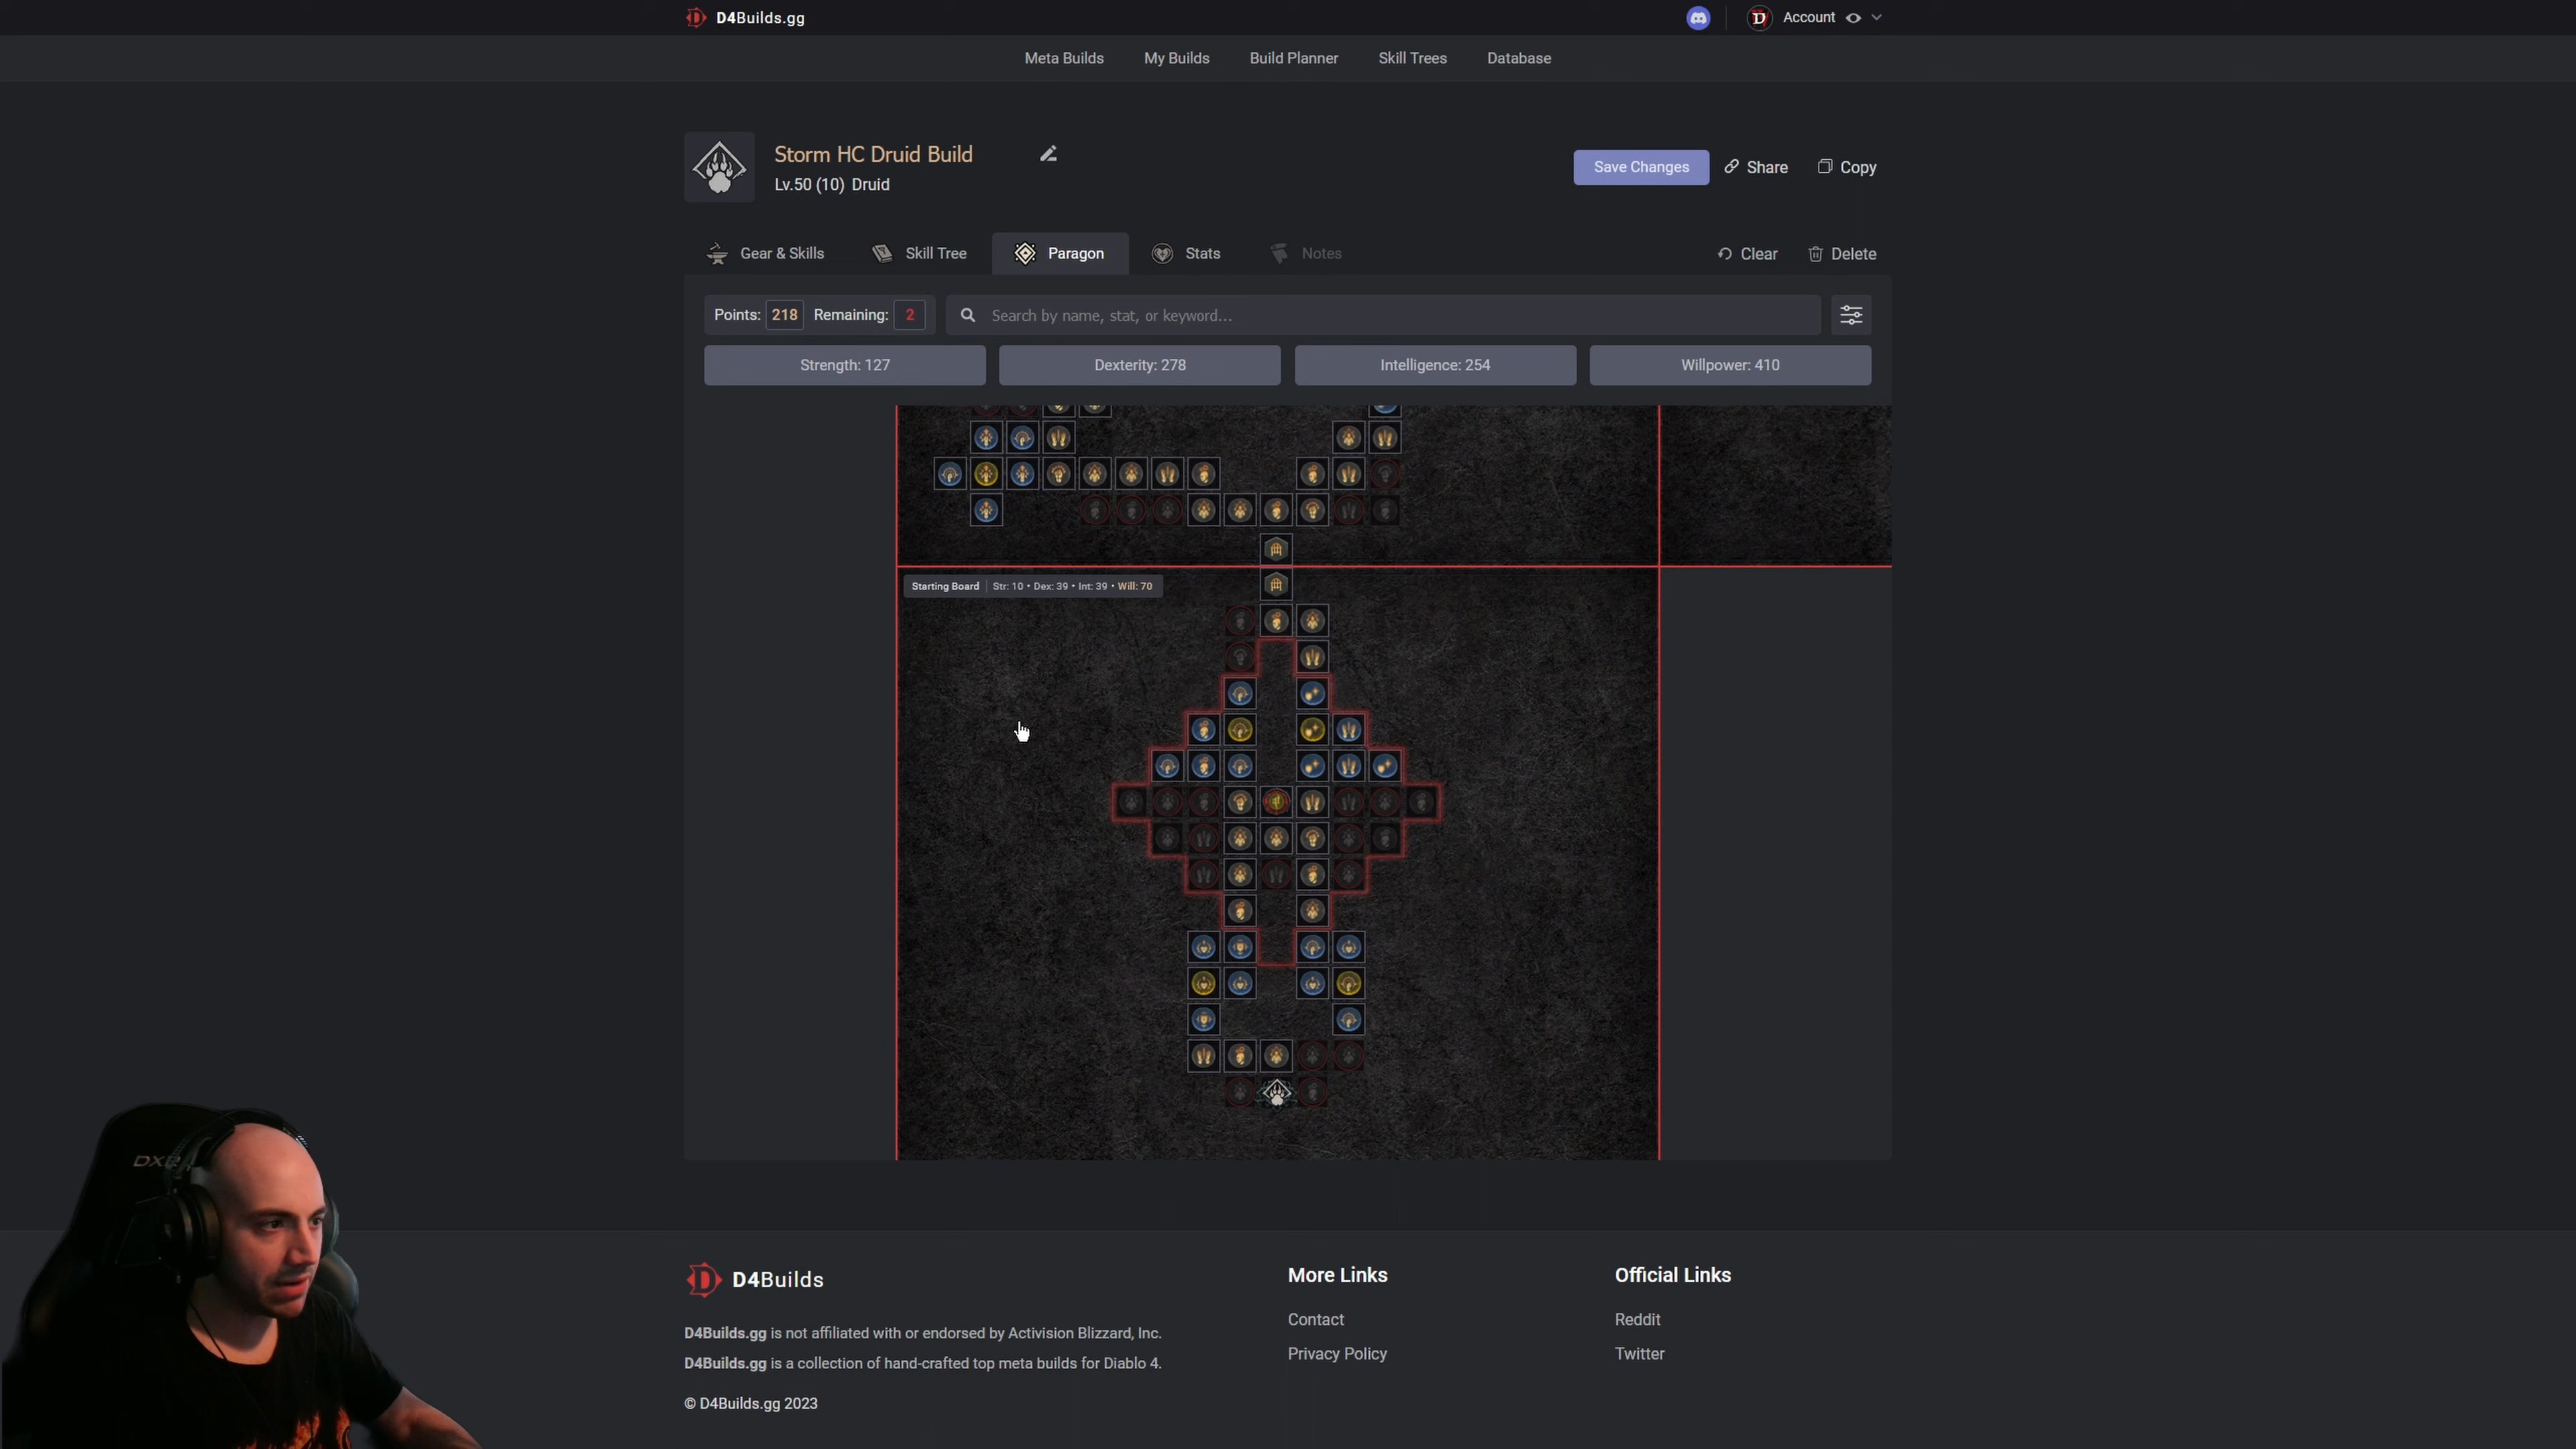 D4Builds.gg
Account
Meta Builds
My Builds
Build Planner
Skill Trees
Database
Storm HC Druid Build
Lv.50 (10) Druid
Save Changes
Share
Copy
Gear & Skills
Skill Tree
Paragon
Stats
Notes
Clear
Delete
Points: 218 Remaining: 2
Search by name, stat, or keyword...
Strength: 127
Dexterity: 278
Intelligence: 254
Willpower: 410
Starting Board Str: 10 • Dex: 39 • Int: 39 • Will: 70
D4Builds
D4Builds.gg is not affiliated with or endorsed by Activision Blizzard, Inc.
D4Builds.gg is a collection of hand-crafted top meta builds for Diablo 4.
© D4Builds.gg 2023
More Links
Contact
Privacy Policy
Official Links
Reddit
Twitter